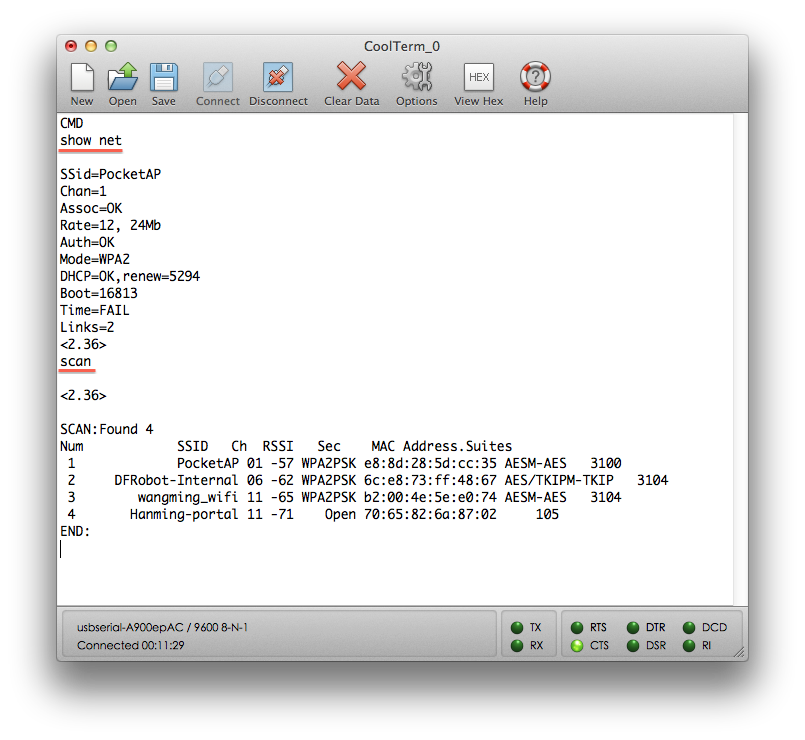 CoolTerm_0
New Open Save Connect Disconnect Clear Data Options View Hex Help
HEX
CMD
show net
SSid=PocketAP
Chan=1
Assoc=OK
Rate=12, 24Mb
Auth=OK
Mode=WPA2
DHCP=OK,renew=5294
Boot=16813
Time=FAIL
Links=2
<2.36>
scan
<2.36>
SCAN:Found 4
Num SSID Ch RSSI Sec MAC Address.Suites
1 PocketAP 01 -57 WPA2PSK e8:8d:28:5d:cc:35 AESM-AES 3100
2 DFRobot-Internal 06 -62 WPA2PSK 6c:e8:73:ff:48:67 AES/TKIPM-TKIP 3104
3 wangming_wifi 11 -65 WPA2PSK b2:00:4e:5e:e0:74 AESM-AES 3104
4 Hanming-portal 11 -71 Open 70:65:82:6a:87:02 105
END:
usbserial-A900epAC / 9600 8-N-1
Connected 00:11:29
TX RTS DTR DCD
RX CTS DSR RI